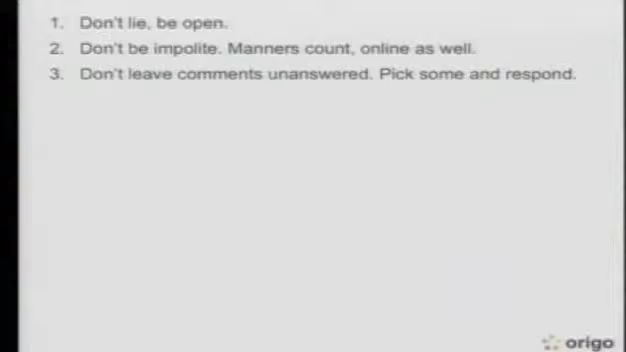 1. Don't lie, be open.
2. Don't be impolite. Manners count, online as well.
3. Don't leave comments unanswered. Pick some and respond.
origo